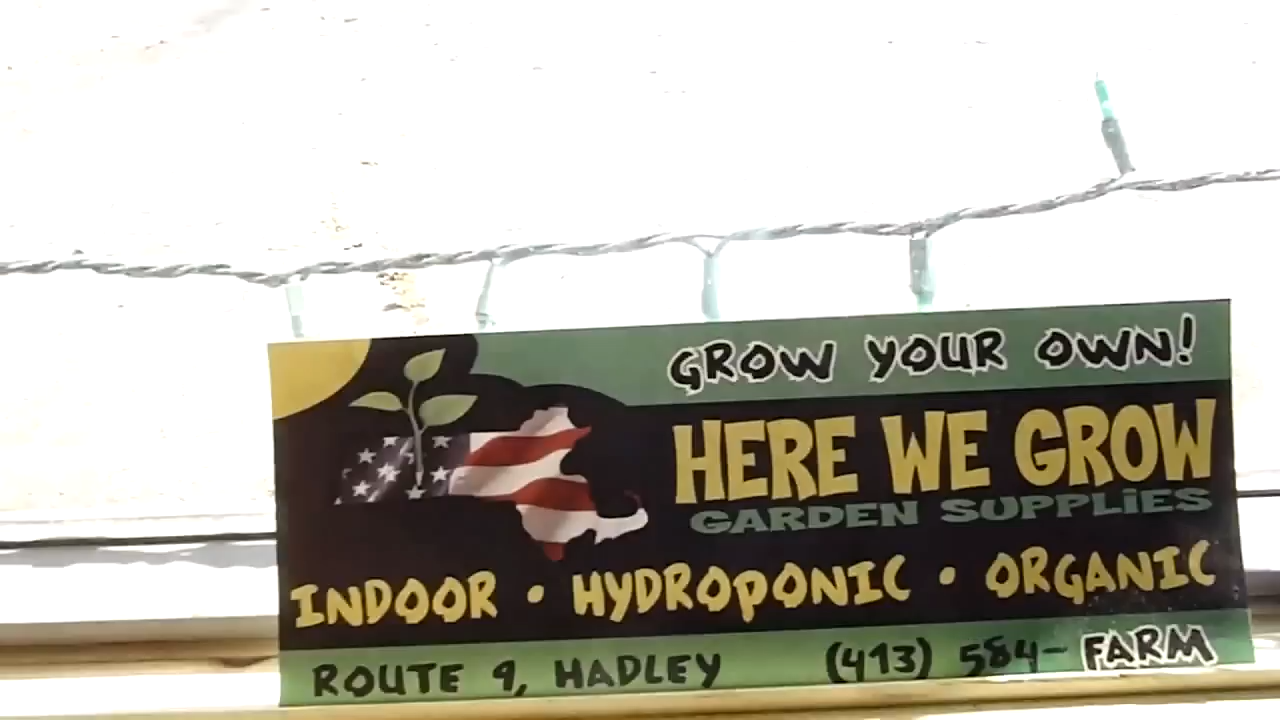 GROW YOUR OWN!
HERE WE GROW
GARDEN SUPPLIES
INDOOR • HYDROPONIC • ORGANIC
ROUTE 9, HADLEY (413) 584-FARM